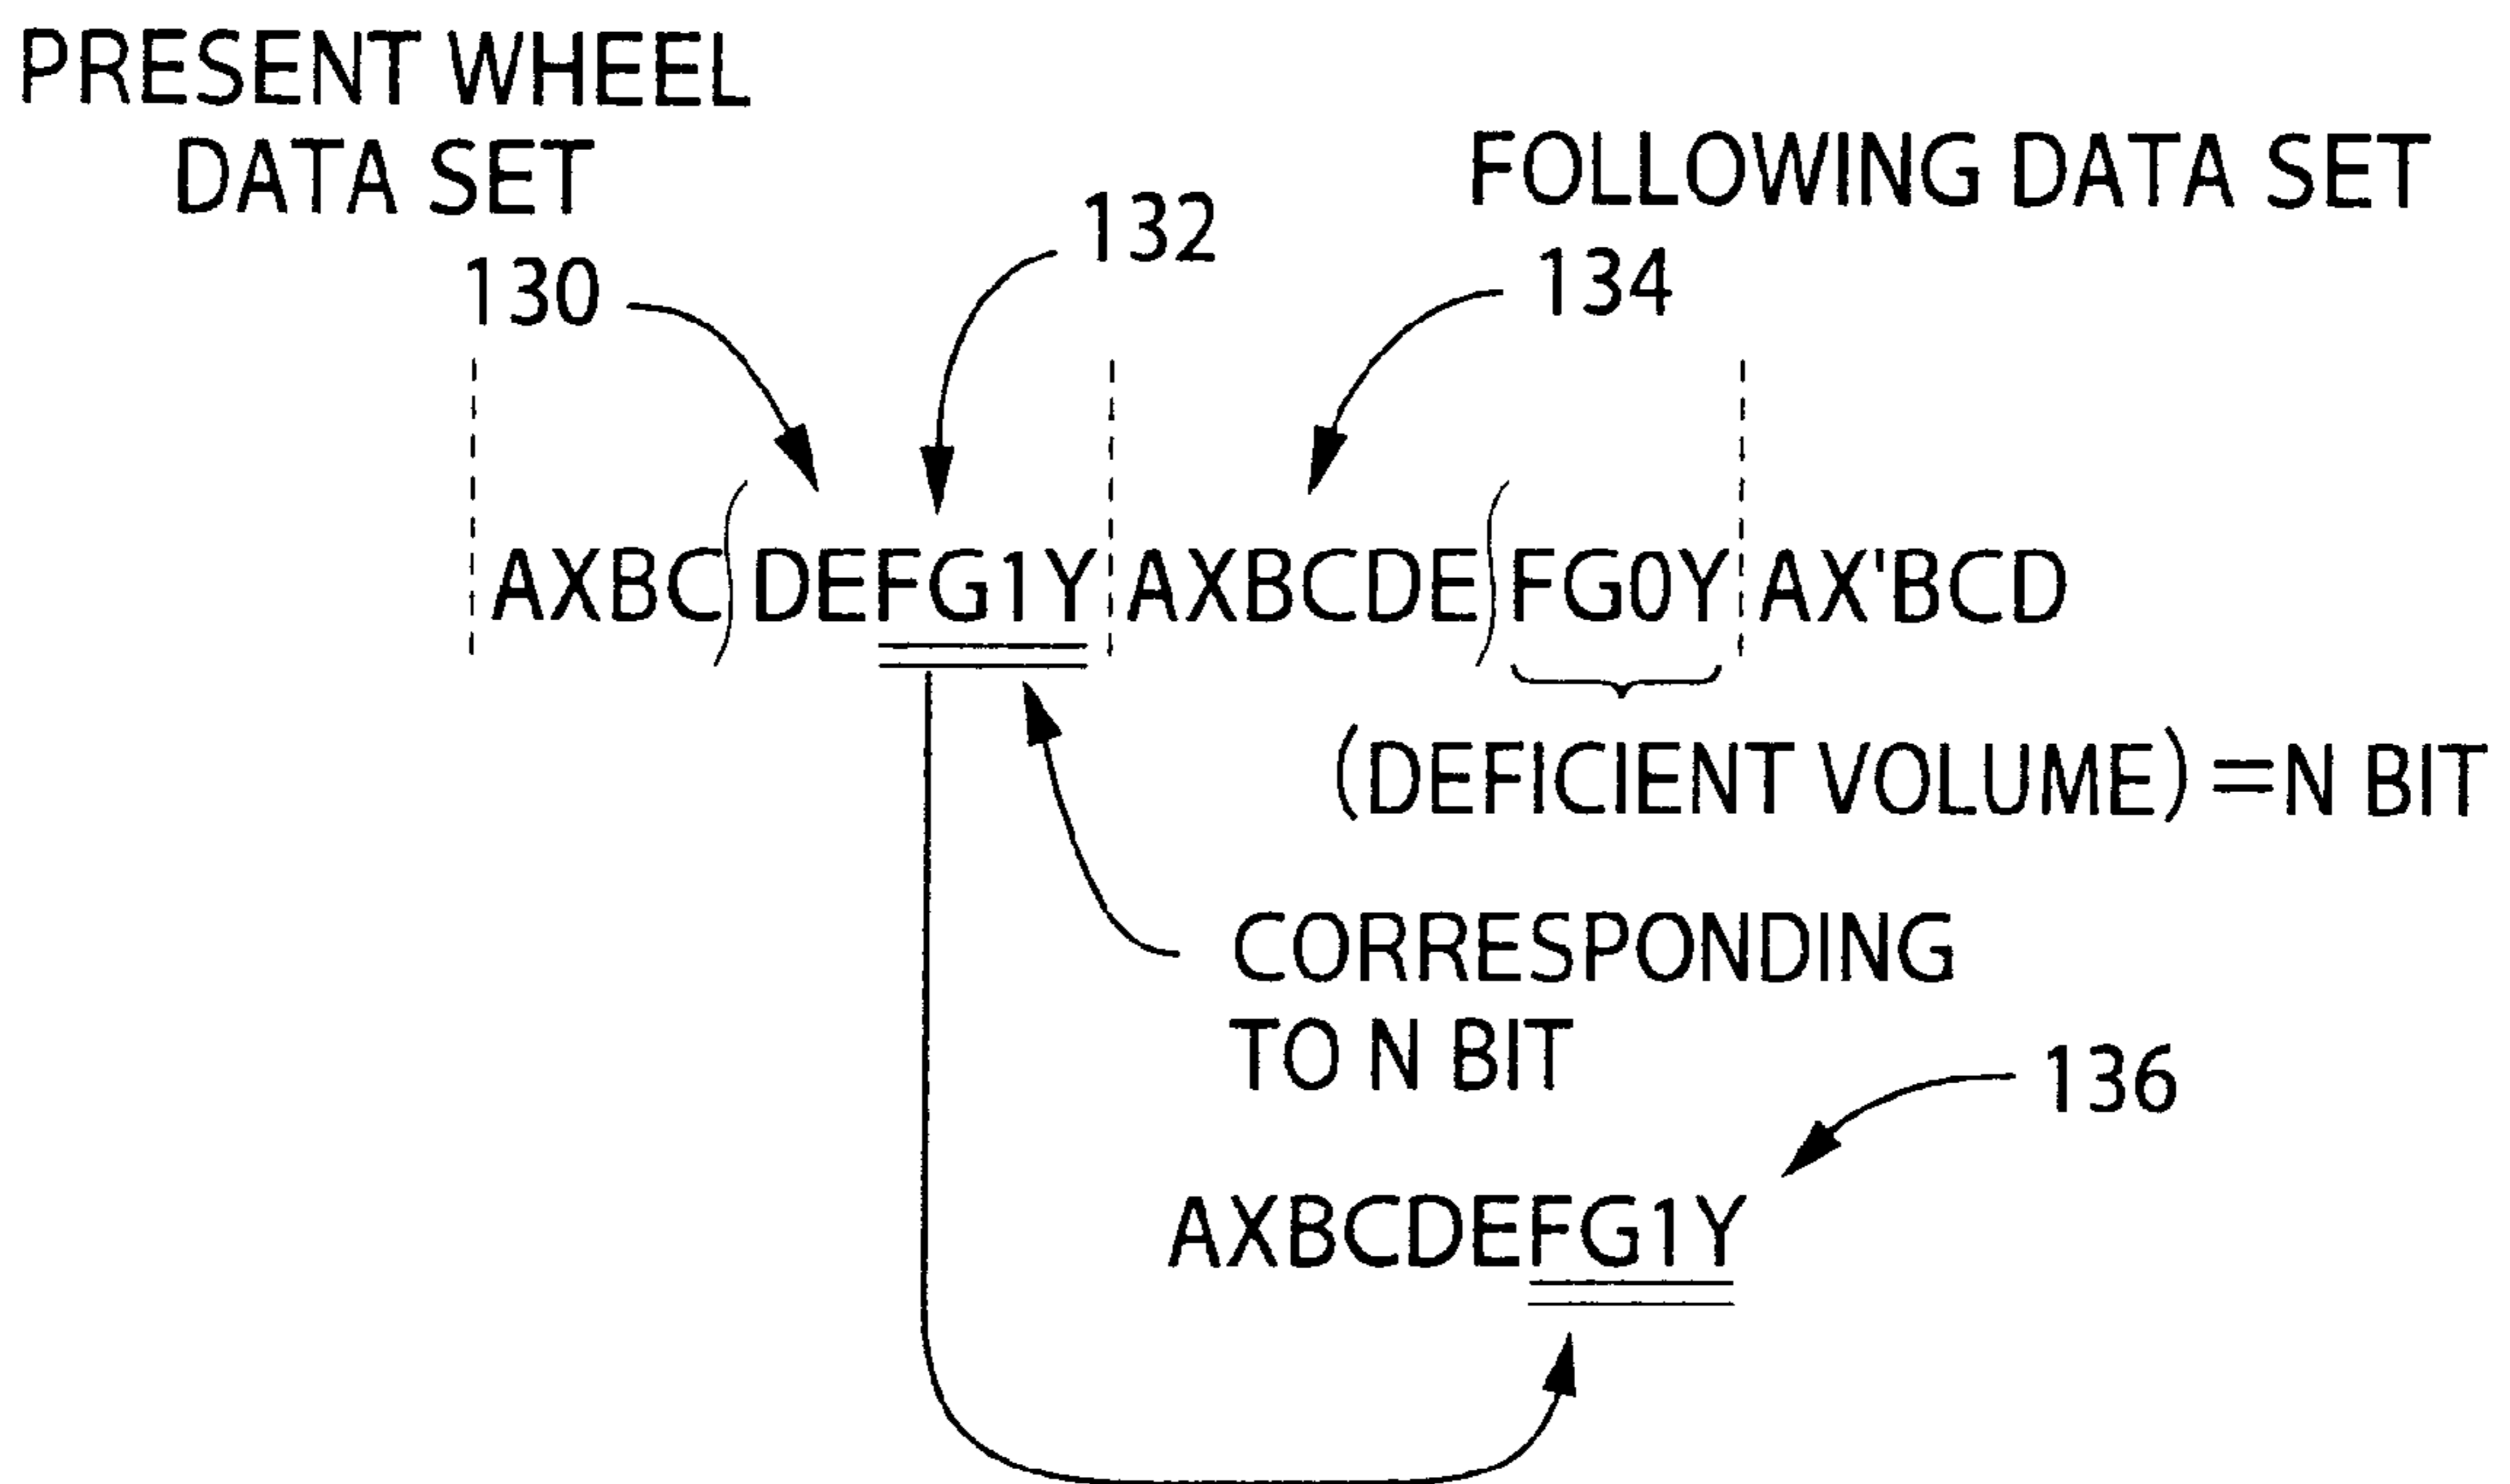 PRESENT WHEEL
DATA SET
FOLLOWING DATA SET
132
134
130
AXBC(DEFG1Y AXBCDE(FG0Y AX'BCD
(DEFICIENT VOLUME)=N BIT
CORRESPONDING
TO N BIT
136
AXBCDEFG1Y